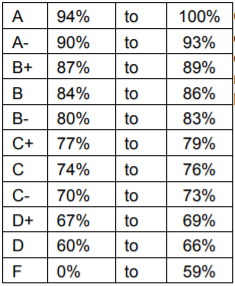 A 94% to 100%
A- 90% to 93%
B+ 87% to 89%
B 84% to 86%
B- 80% to 83%
C+ 77% to 79%
C 74% to 76%
C- 70% to 73%
D+ 67% to 69%
D 60% to 66%
F 0% to 59%